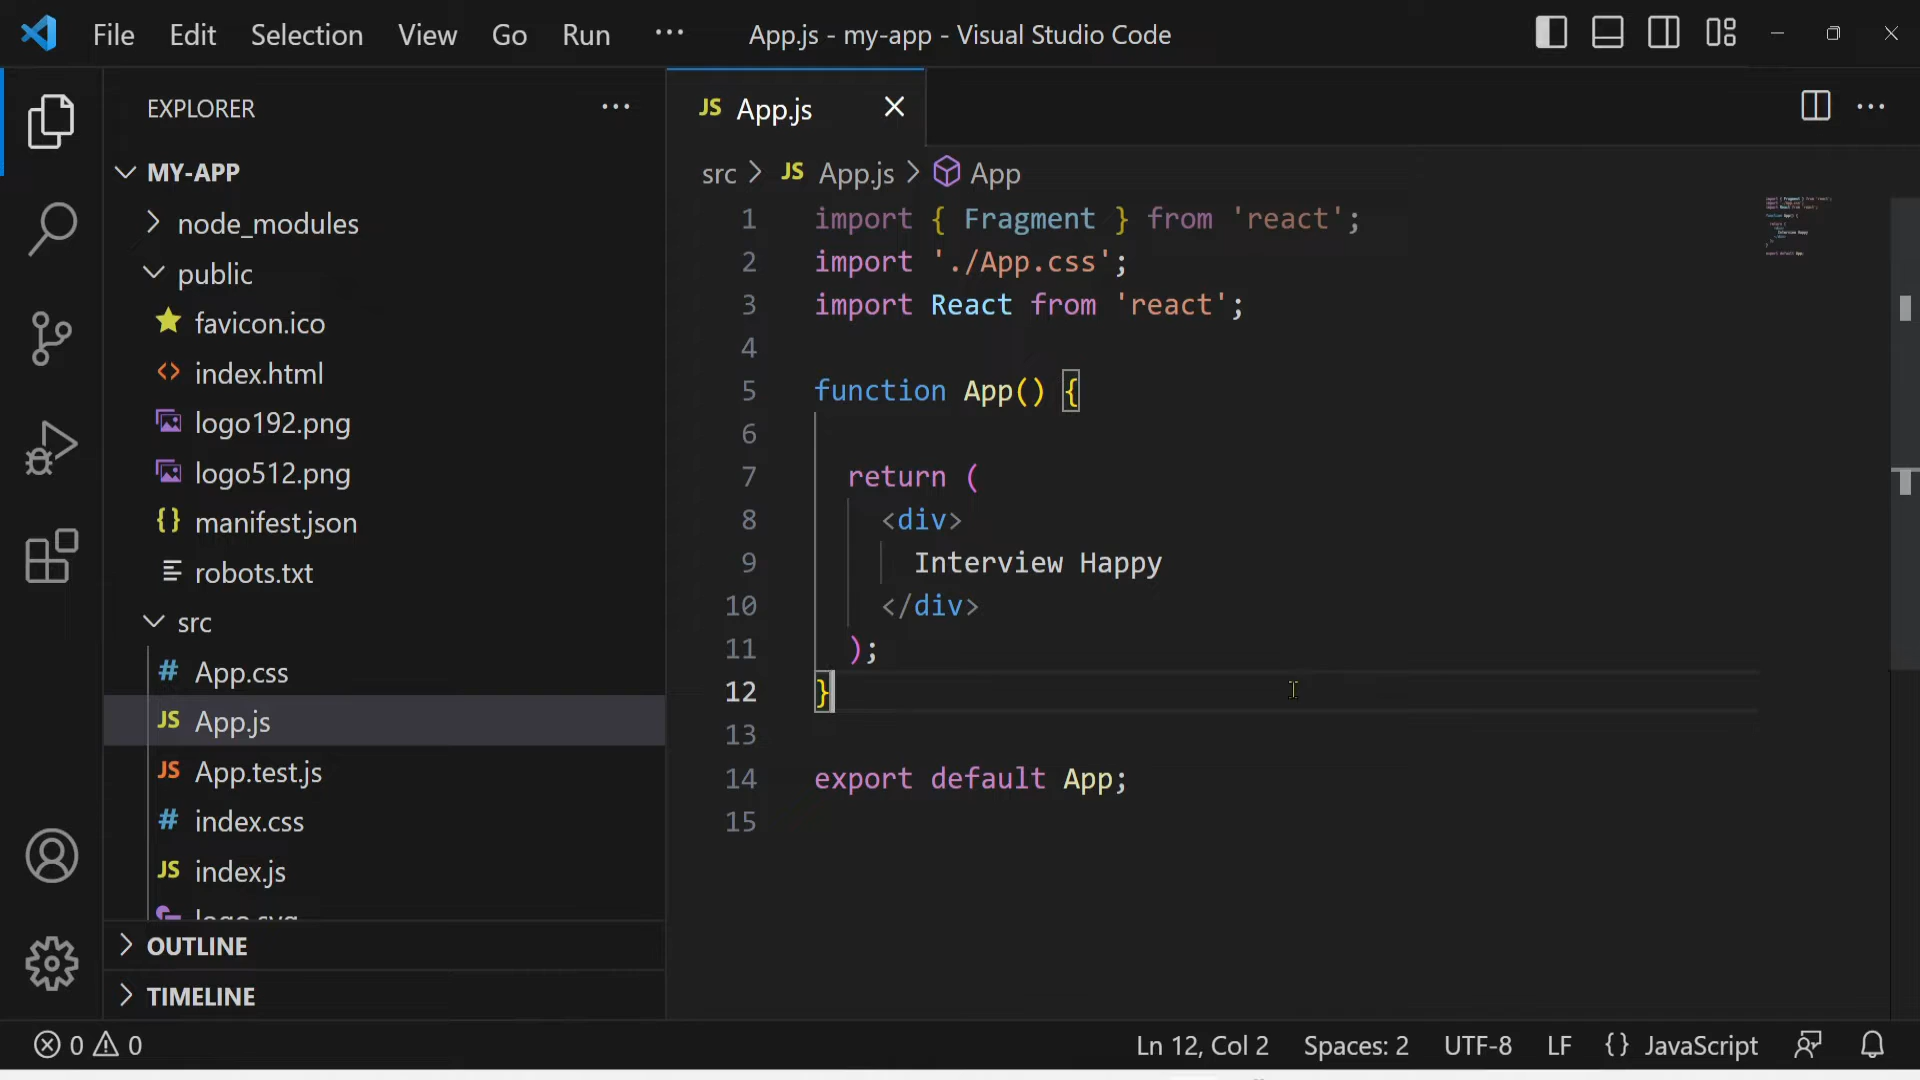 File Edit Selection View Go Run ··· App.js - my-app - Visual Studio Code
EXPLORER ···
MY-APP
node_modules
public
favicon.ico
index.html
logo192.png
logo512.png
manifest.json
robots.txt
src
App.css
JS App.js
JS App.test.js
index.css
JS index.js
logo.svg
OUTLINE
TIMELINE
JS App.js
src > JS App.js > App
1 import { Fragment } from 'react';
2 import './App.css';
3 import React from 'react';
4
5 function App() {
6
7 return (
8 <div>
9 Interview Happy
10 </div>
11 );
12 }
13
14 export default App;
15
0 0 Ln 12, Col 2 Spaces: 2 UTF-8 LF {} JavaScript